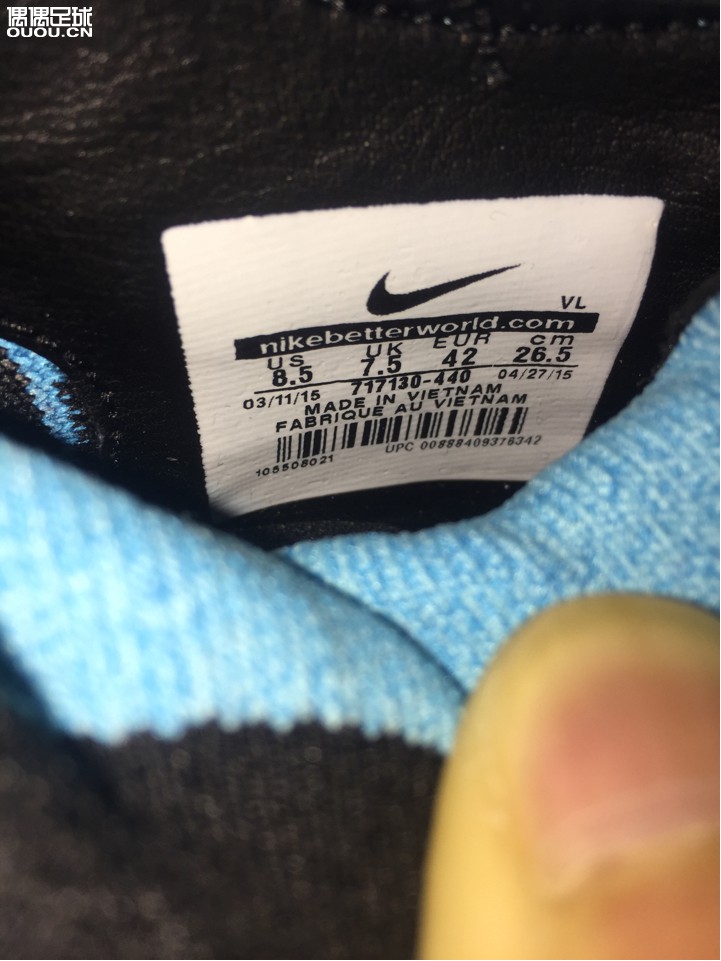 偶偶足球
OUOU.CN
VL
nikebetterworld.com
US UK EUR cm
8.5 7.5 42 26.5
03/11/15 717130-440 04/27/15
MADE IN VIETNAM
FABRIQUE AU VIETNAM
105508021 UPC 00888409376342